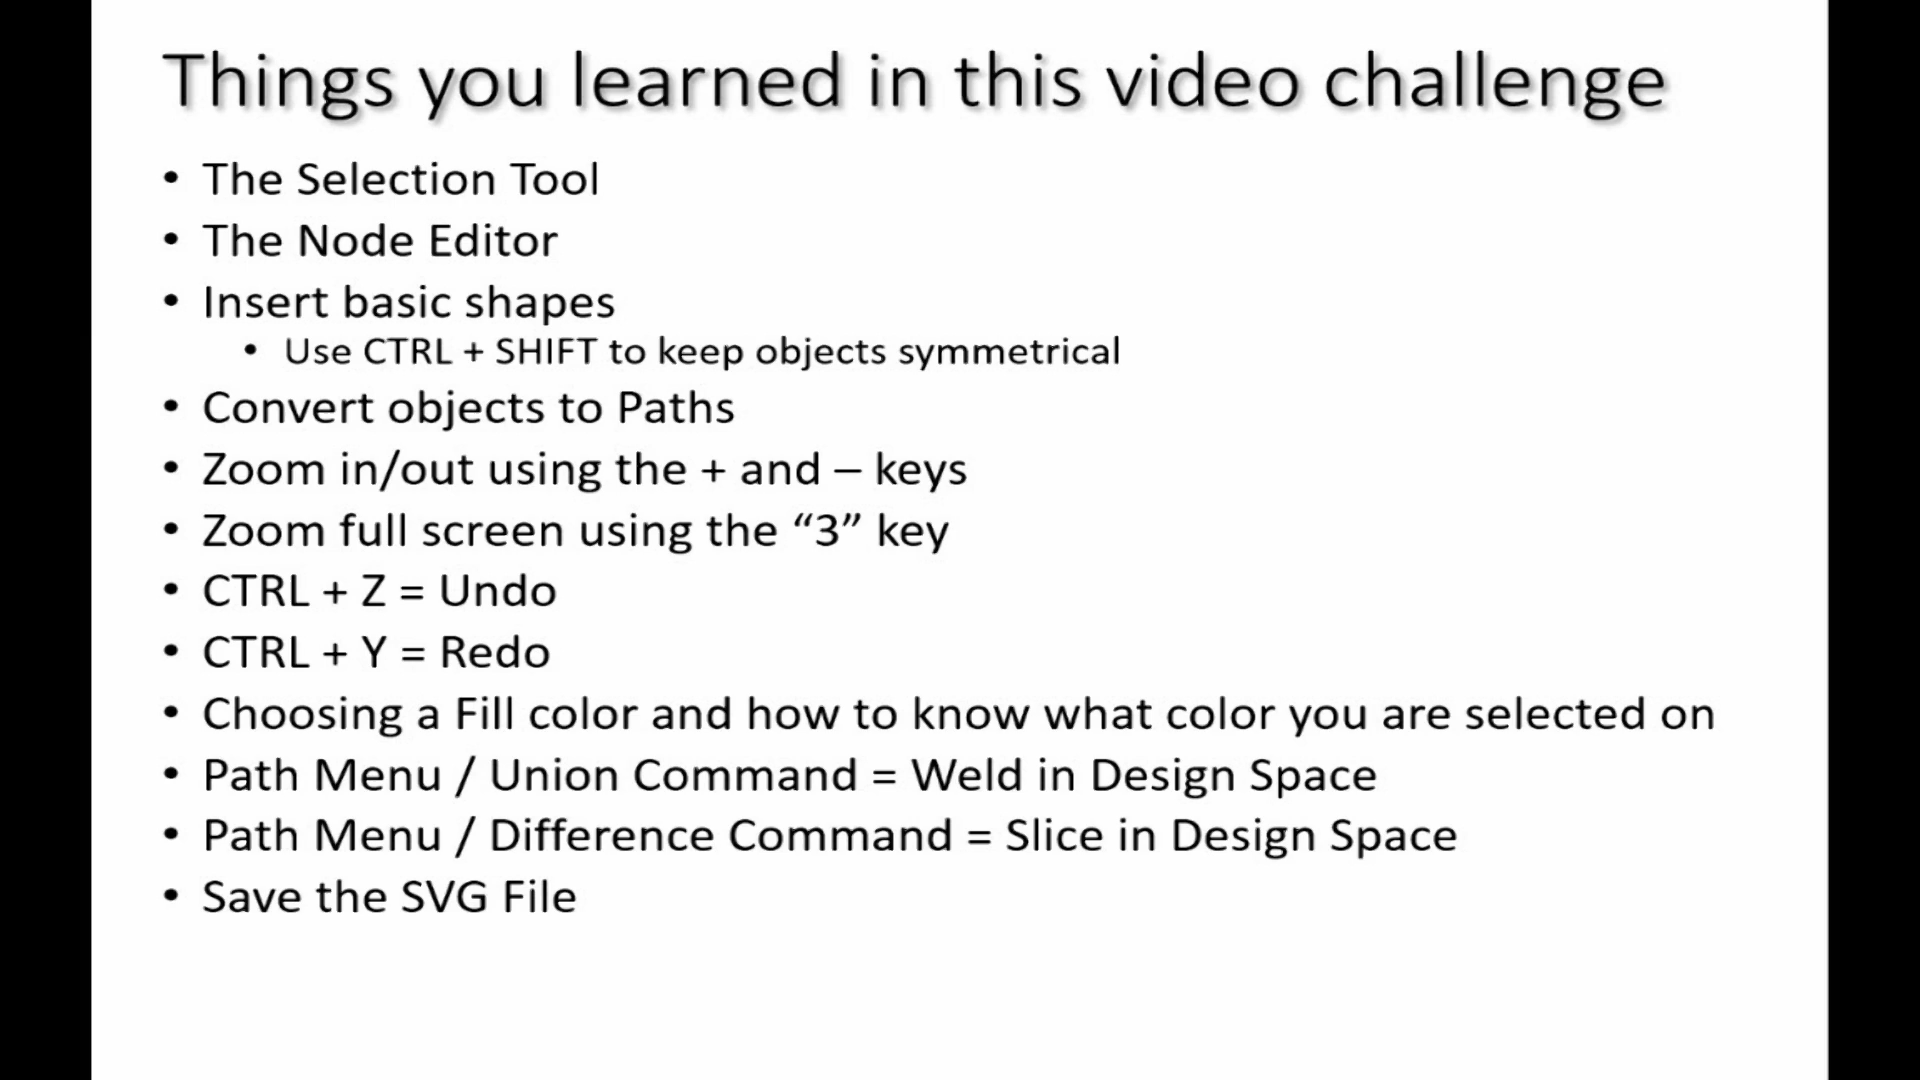 Things you learned in this video challenge
• The Selection Tool
• The Node Editor
• Insert basic shapes
• Use CTRL + SHIFT to keep objects symmetrical
• Convert objects to Paths
• Zoom in/out using the + and – keys
• Zoom full screen using the “3” key
• CTRL + Z = Undo
• CTRL + Y = Redo
• Choosing a Fill color and how to know what color you are selected on
• Path Menu / Union Command = Weld in Design Space
• Path Menu / Difference Command = Slice in Design Space
• Save the SVG File